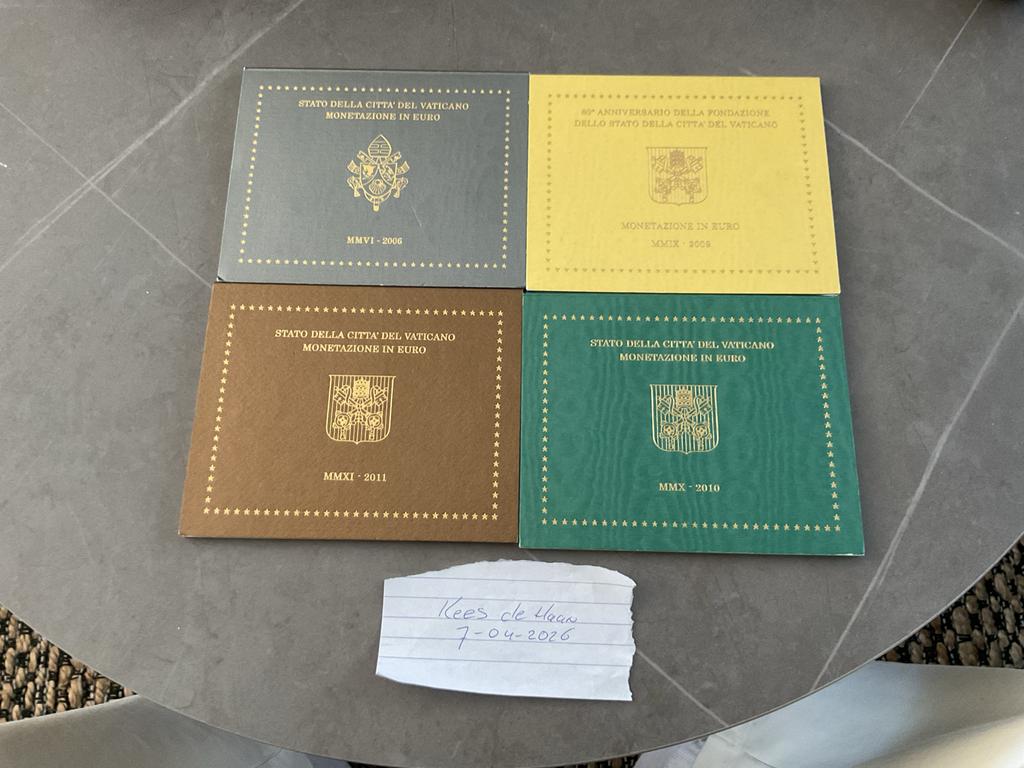 STATO DELLA CITTA' DEL VATICANO
MONETAZIONE IN EURO
MMVI - 2006
80° ANNIVERSARIO DELLA FONDAZIONE
DELLO STATO DELLA CITTA' DEL VATICANO
MONETAZIONE IN EURO
MMIX - 2009
STATO DELLA CITTA' DEL VATICANO
MONETAZIONE IN EURO
MMXI - 2011
STATO DELLA CITTA' DEL VATICANO
MONETAZIONE IN EURO
MMX - 2010
Kees de Haan
7-04-2026